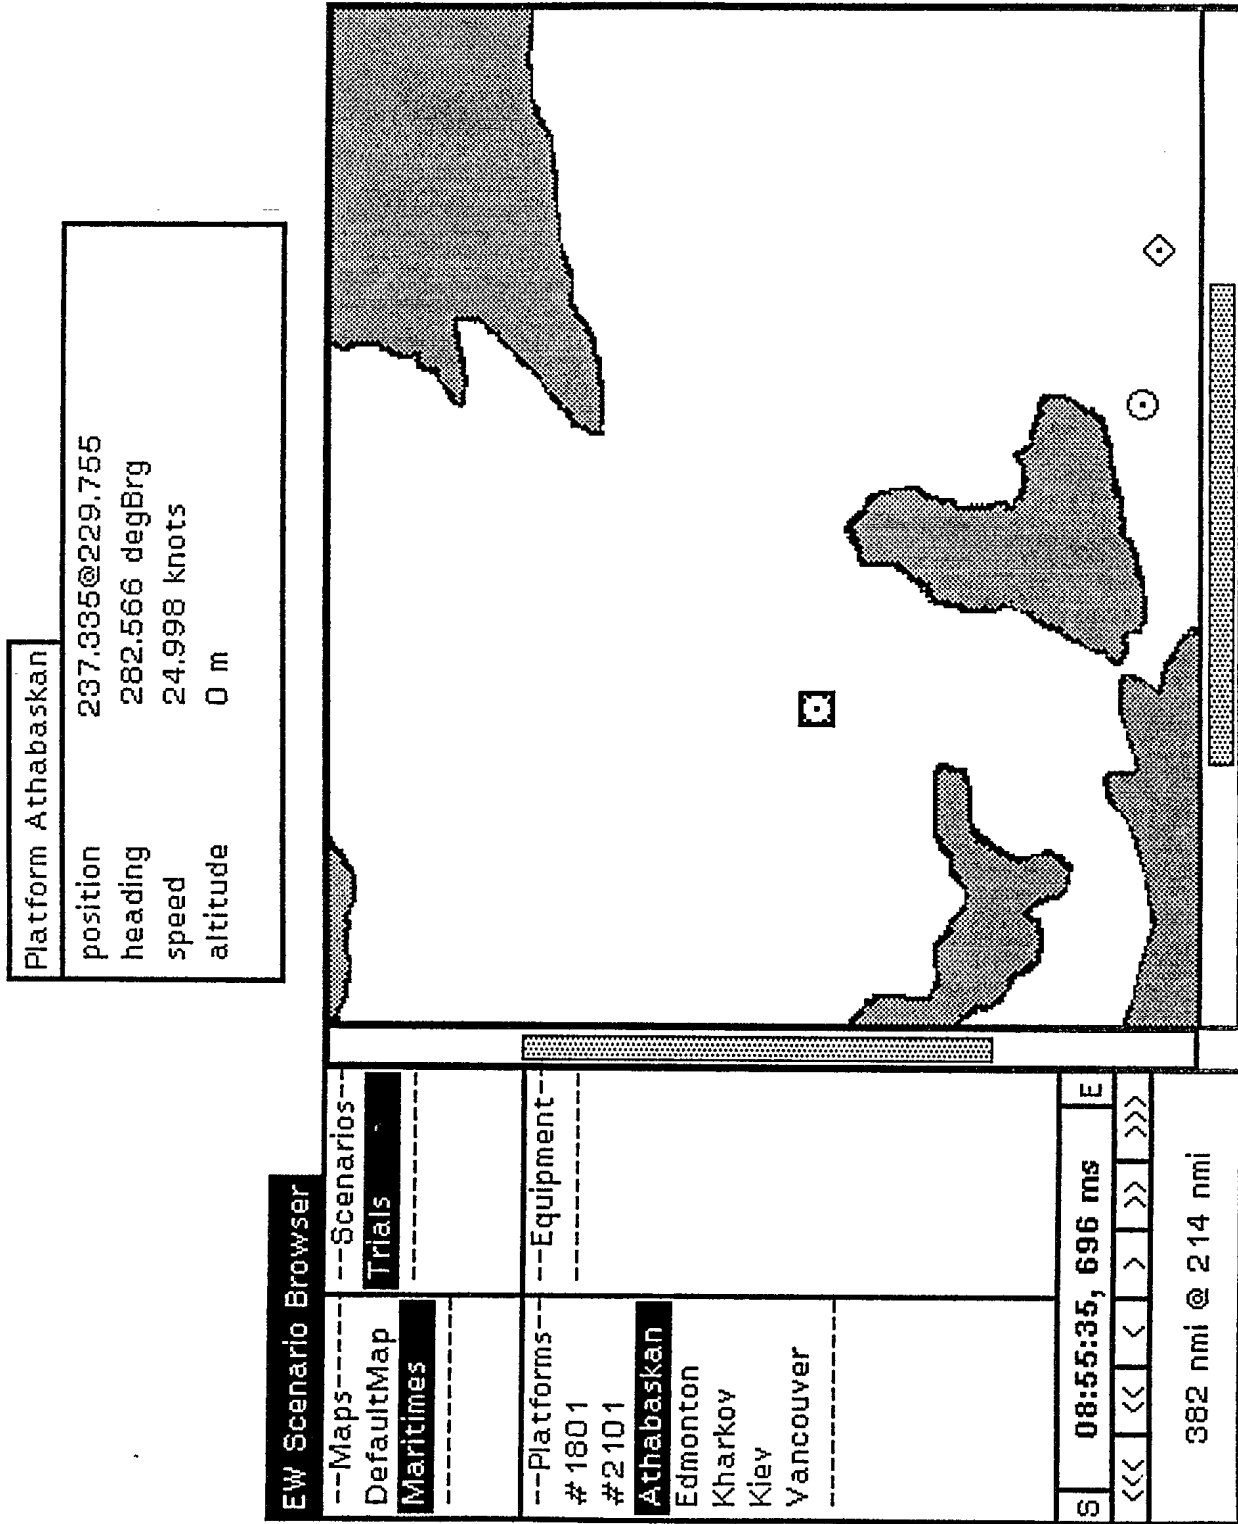 Platform Athabaskan
position 237.335@229.755
heading 282.566 degBrg
speed 24.998 knots
altitude 0 m
EW Scenario Browser
--Maps-----
DefaultMap
Maritimes
-----------
--Scenarios-
Trials
-----------
--Platforms--
#1801
#2101
Athabaskan
Edmonton
Kharkov
Kiev
Vancouver
-----------
--Equipment-
-----------
S 08:55:35, 696 ms E
<<< << < > >> >>>
382 nmi @ 214 nmi